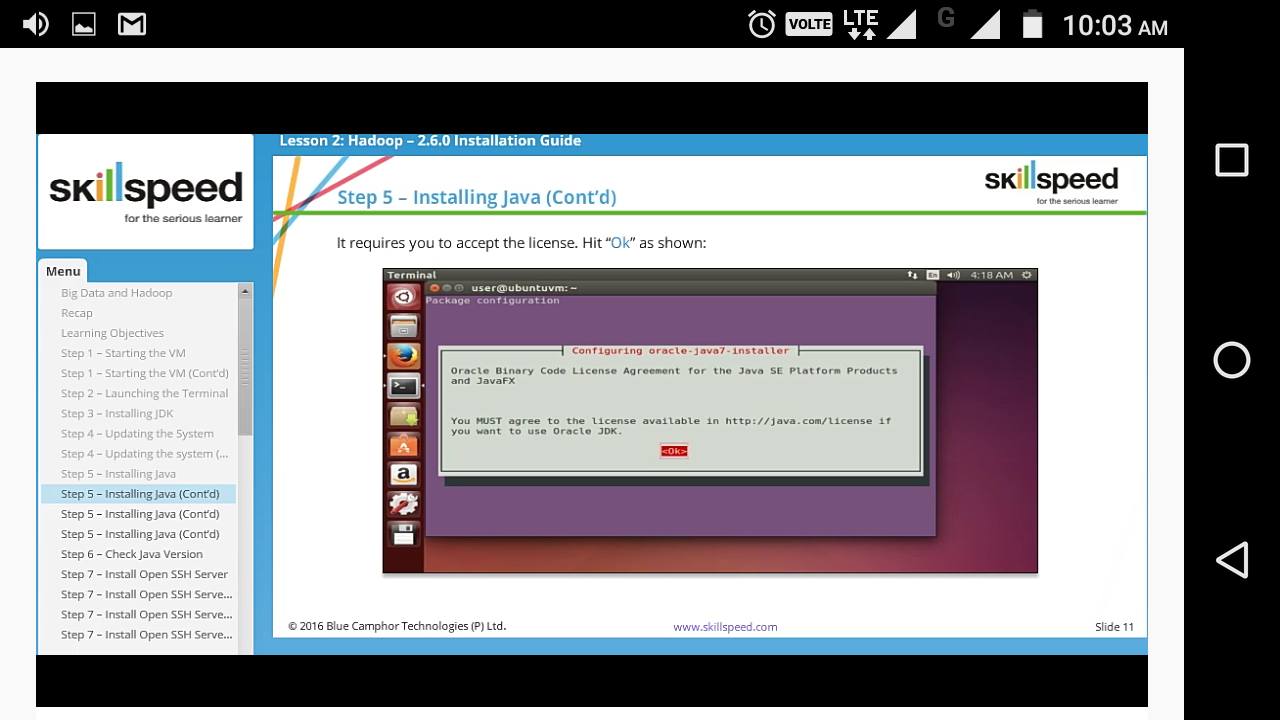 VOLTE LTE G 10:03 AM
Lesson 2: Hadoop – 2.6.0 Installation Guide
skillspeed
for the serious learner
Menu
Big Data and Hadoop
Recap
Learning Objectives
Step 1 – Starting the VM
Step 1 – Starting the VM (Cont'd)
Step 2 – Launching the Terminal
Step 3 – Installing JDK
Step 4 – Updating the System
Step 4 – Updating the system (...
Step 5 – Installing Java
Step 5 – Installing Java (Cont'd)
Step 5 – Installing Java (Cont'd)
Step 5 – Installing Java (Cont'd)
Step 6 – Check Java Version
Step 7 – Install Open SSH Server
Step 7 – Install Open SSH Serve...
Step 7 – Install Open SSH Serve...
Step 7 – Install Open SSH Serve...
Step 5 – Installing Java (Cont'd)
skillspeed
for the serious learner
It requires you to accept the license. Hit “Ok” as shown:
Terminal En 4:18 AM
user@ubuntuvm: ~
Package configuration
Configuring oracle-java7-installer
Oracle Binary Code License Agreement for the Java SE Platform Products
and JavaFX
You MUST agree to the license available in http://java.com/license if
you want to use Oracle JDK.
<Ok>
a
© 2016 Blue Camphor Technologies (P) Ltd. www.skillspeed.com Slide 11